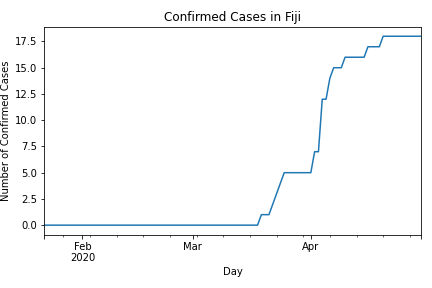 Confirmed Cases in Fiji
Number of Confirmed Cases
17.5
15.0
12.5
10.0
7.5
5.0
2.5
0.0
Feb
2020
Mar
Apr
Day